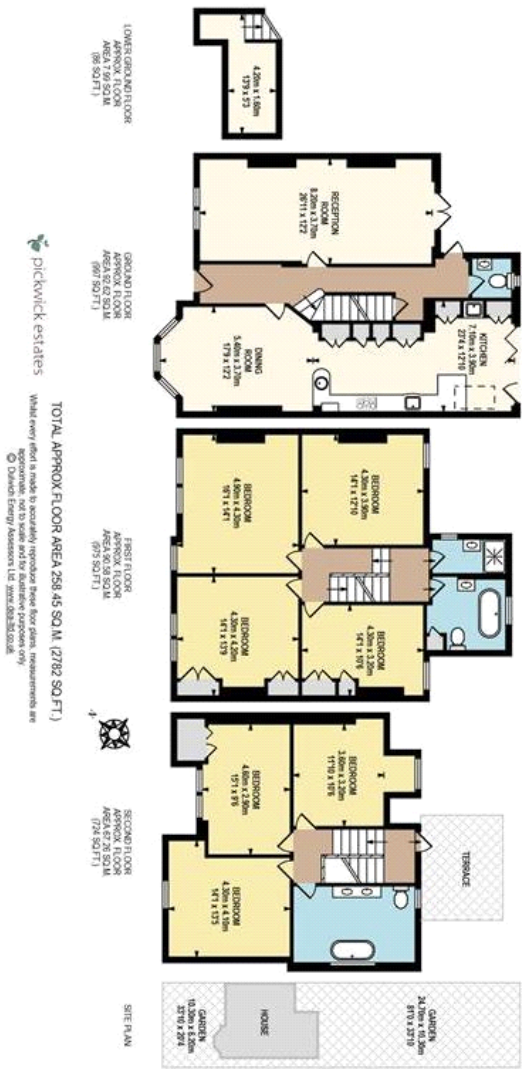 4.20m x 1.60m
13'9 x 5'3
LOWER GROUND FLOOR
APPROX. FLOOR
AREA 7.99 SQ.M.
(86 SQ.FT.)
RECEPTION
ROOM
8.20m x 3.70m
26'11 x 12'2
KITCHEN
7.10m x 3.90m
23'4 x 12'10
DINING
ROOM
5.40m x 3.70m
17'9 x 12'2
GROUND FLOOR
APPROX. FLOOR
AREA 92.62 SQ.M.
(997 SQ.FT.)
BEDROOM
4.30m x 3.90m
14'1 x 12'10
BEDROOM
4.90m x 4.30m
16'1 x 14'1
BEDROOM
4.30m x 3.20m
14'1 x 10'6
BEDROOM
4.30m x 4.20m
14'1 x 13'9
FIRST FLOOR
APPROX. FLOOR
AREA 90.58 SQ.M.
(975 SQ.FT.)
TERRACE
BEDROOM
3.60m x 3.20m
11'10 x 10'6
BEDROOM
4.60m x 2.90m
15'1 x 9'6
BEDROOM
4.30m x 4.10m
14'1 x 13'5
SECOND FLOOR
APPROX. FLOOR
AREA 67.26 SQ.M.
(724 SQ.FT.)
GARDEN
24.70m x 10.30m
81'0 x 33'10
HOUSE
GARDEN
10.30m x 6.20m
33'10 x 20'4
SITE PLAN
pickwick estates
TOTAL APPROX.FLOOR AREA 258.45 SQ.M. (2782 SQ.FT.)
Whilst every effort is made to accurately reproduce these floor plans, measurements are
approximate, not to scale and for illustrative purposes only.
© Dulwich Energy Assessors Ltd. www.dea-ltd.co.uk